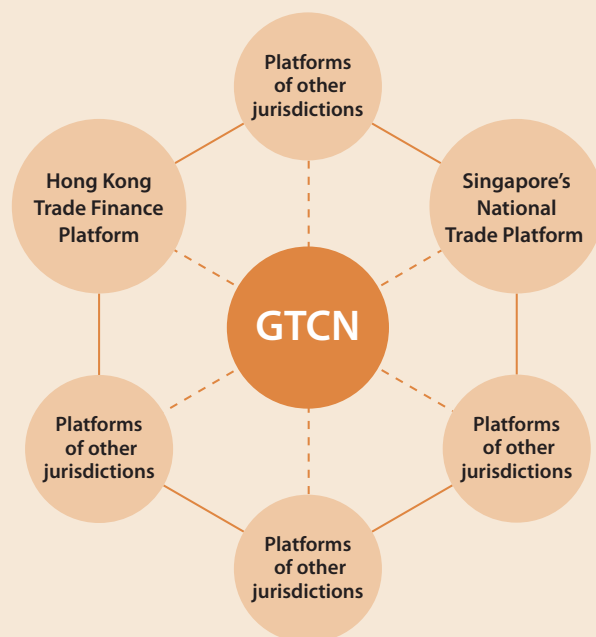 Platforms
of other
jurisdictions
Hong Kong
Trade Finance
Platform
Singapore's
National
Trade Platform
GTCN
Platforms
of other
jurisdictions
Platforms
of other
jurisdictions
Platforms
of other
jurisdictions